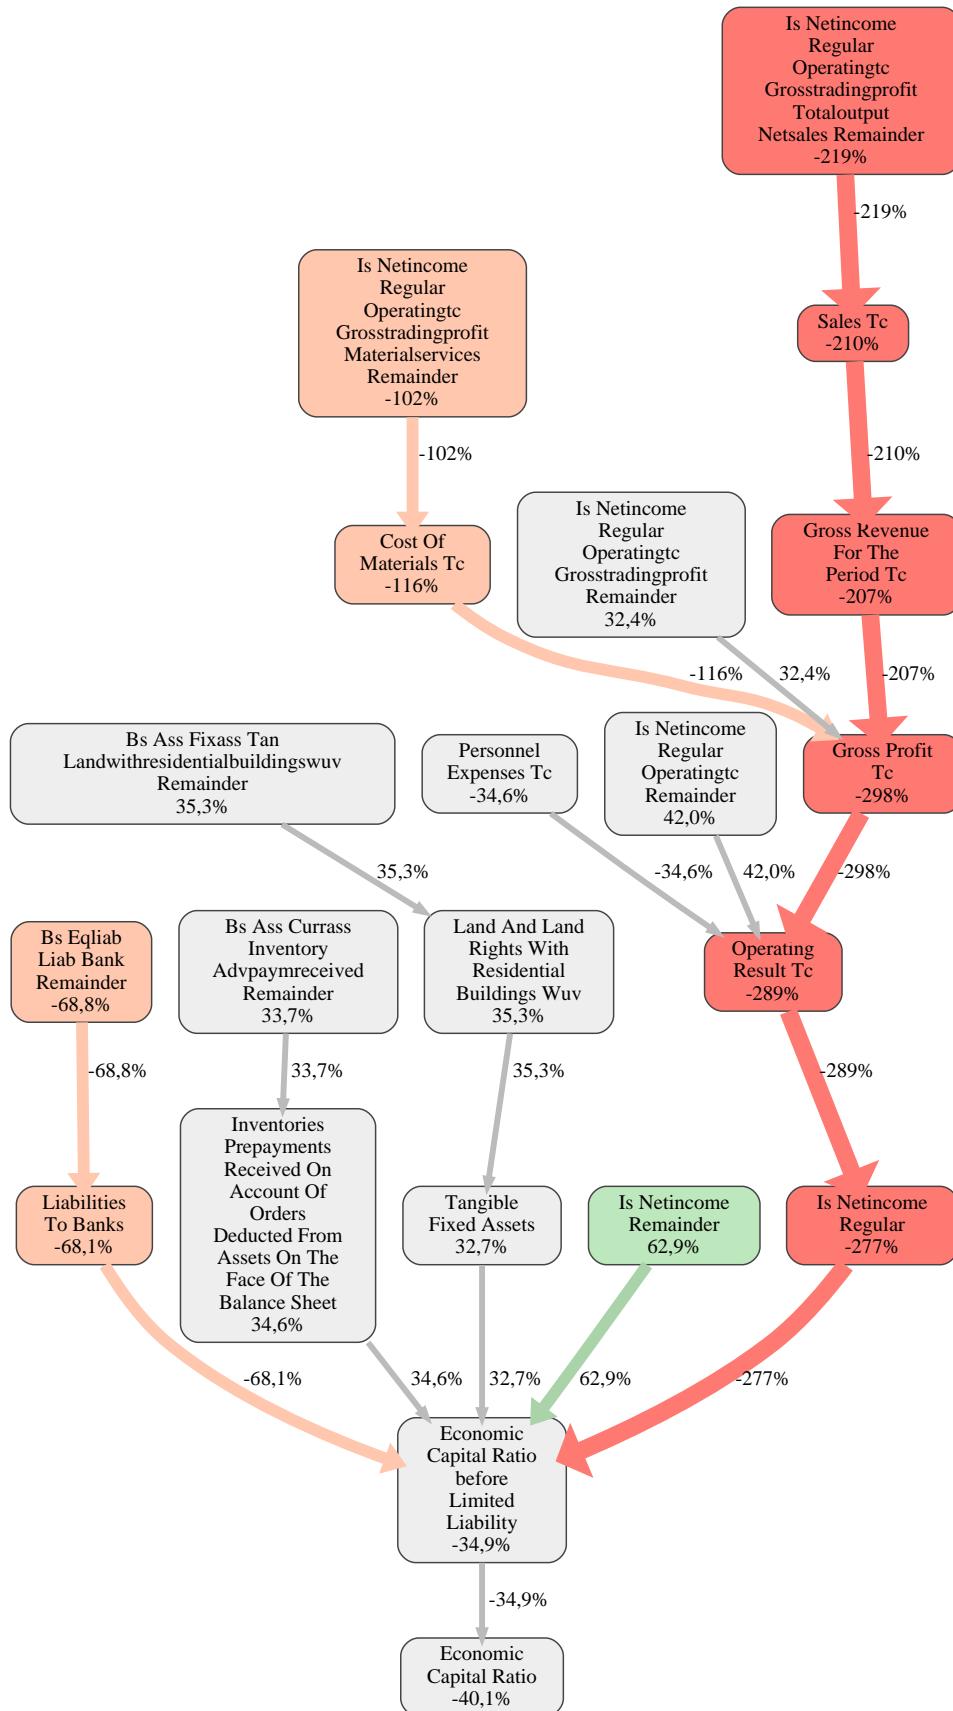 Is Netincome
Regular
Operatingtc
Grosstradingprofit
Totaloutput
Netsales Remainder
-219%
-219%
Is Netincome
Regular
Operatingtc
Grosstradingprofit
Materialservices
Remainder
-102%
Sales Tc
-210%
-102%
-210%
Is Netincome
Regular
Operatingtc
Grosstradingprofit
Remainder
32,4%
Cost Of
Materials Tc
-116%
Gross Revenue
For The
Period Tc
-207%
-116%
32,4%
-207%
Bs Ass Fixass Tan
Landwithresidentialbuildingswuv
Remainder
35,3%
Personnel
Expenses Tc
-34,6%
Is Netincome
Regular
Operatingtc
Remainder
42,0%
Gross Profit
Tc
-298%
35,3%
-34,6%
42,0%
-298%
Bs Eqliab
Liab Bank
Remainder
-68,8%
Bs Ass Currass
Inventory
Advpaymreceived
Remainder
33,7%
Land And Land
Rights With
Residential
Buildings Wuv
35,3%
Operating
Result Tc
-289%
-68,8%
33,7%
35,3%
-289%
Liabilities
To Banks
-68,1%
Inventories
Prepayments
Received On
Account Of
Orders
Deducted From
Assets On The
Face Of The
Balance Sheet
34,6%
Tangible
Fixed Assets
32,7%
Is Netincome
Remainder
62,9%
Is Netincome
Regular
-277%
-68,1%
34,6%
32,7%
62,9%
-277%
Economic
Capital Ratio
before
Limited
Liability
-34,9%
-34,9%
Economic
Capital Ratio
-40,1%